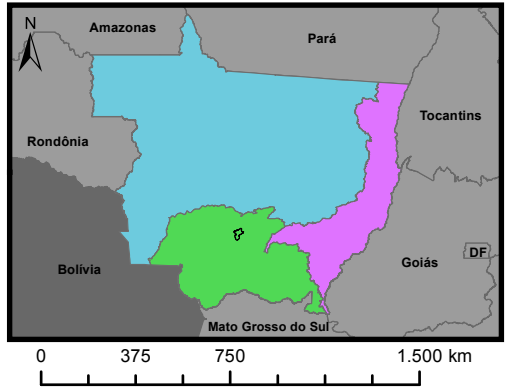 N
Amazonas
Pará
Tocantins
Rondônia
Bolívia
Goiás
DF
Mato Grosso do Sul
0 375 750 1.500 km